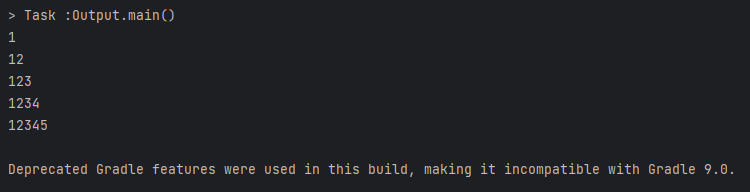 > Task :Output.main()
1
12
123
1234
12345
Deprecated Gradle features were used in this build, making it incompatible with Gradle 9.0.